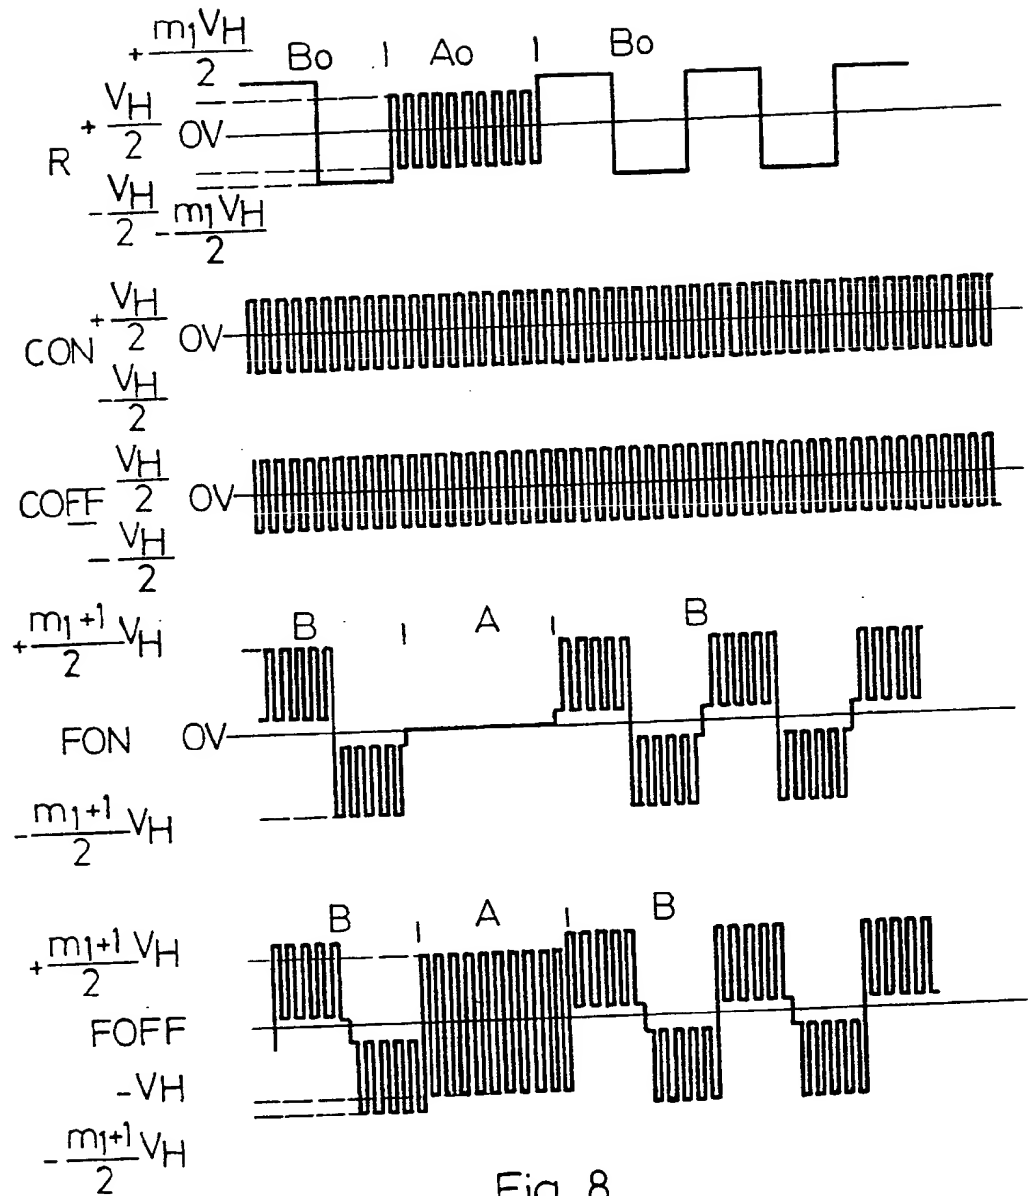 + m1VH/2 Bo | Ao | Bo
+ VH/2 0V
R
- VH/2 - m1VH/2
+ VH/2
CON 0V
- VH/2
VH/2
COFF 0V
- VH/2
B | A | B
+ m1+1/2 VH
FON 0V
- m1+1/2 VH
B | A | B
+ m1+1/2 VH
FOFF
-VH
- m1+1/2 VH
Fig. 8